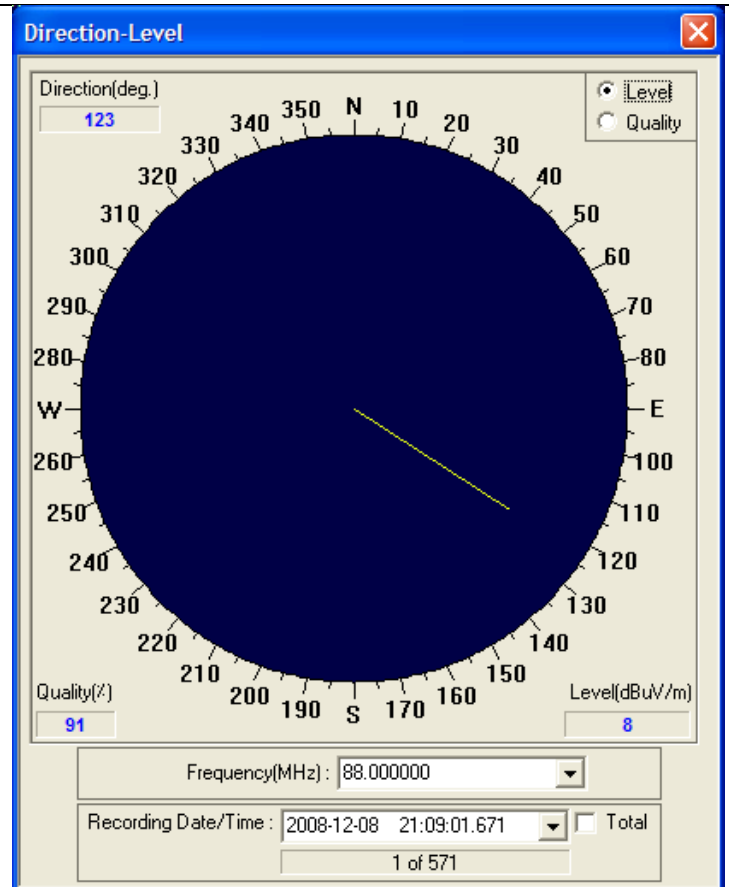 Direction-Level
Direction(deg.)
123
Level
Quality
N
10
20
30
40
50
60
70
80
E
100
110
120
130
140
150
160
170
S
190
200
210
220
230
240
250
260
W
280
290
300
310
320
330
340
350
Quality(%)
91
Level(dBuV/m)
8
Frequency(MHz) : 88.000000
Recording Date/Time : 2008-12-08 21:09:01.671 Total
1 of 571